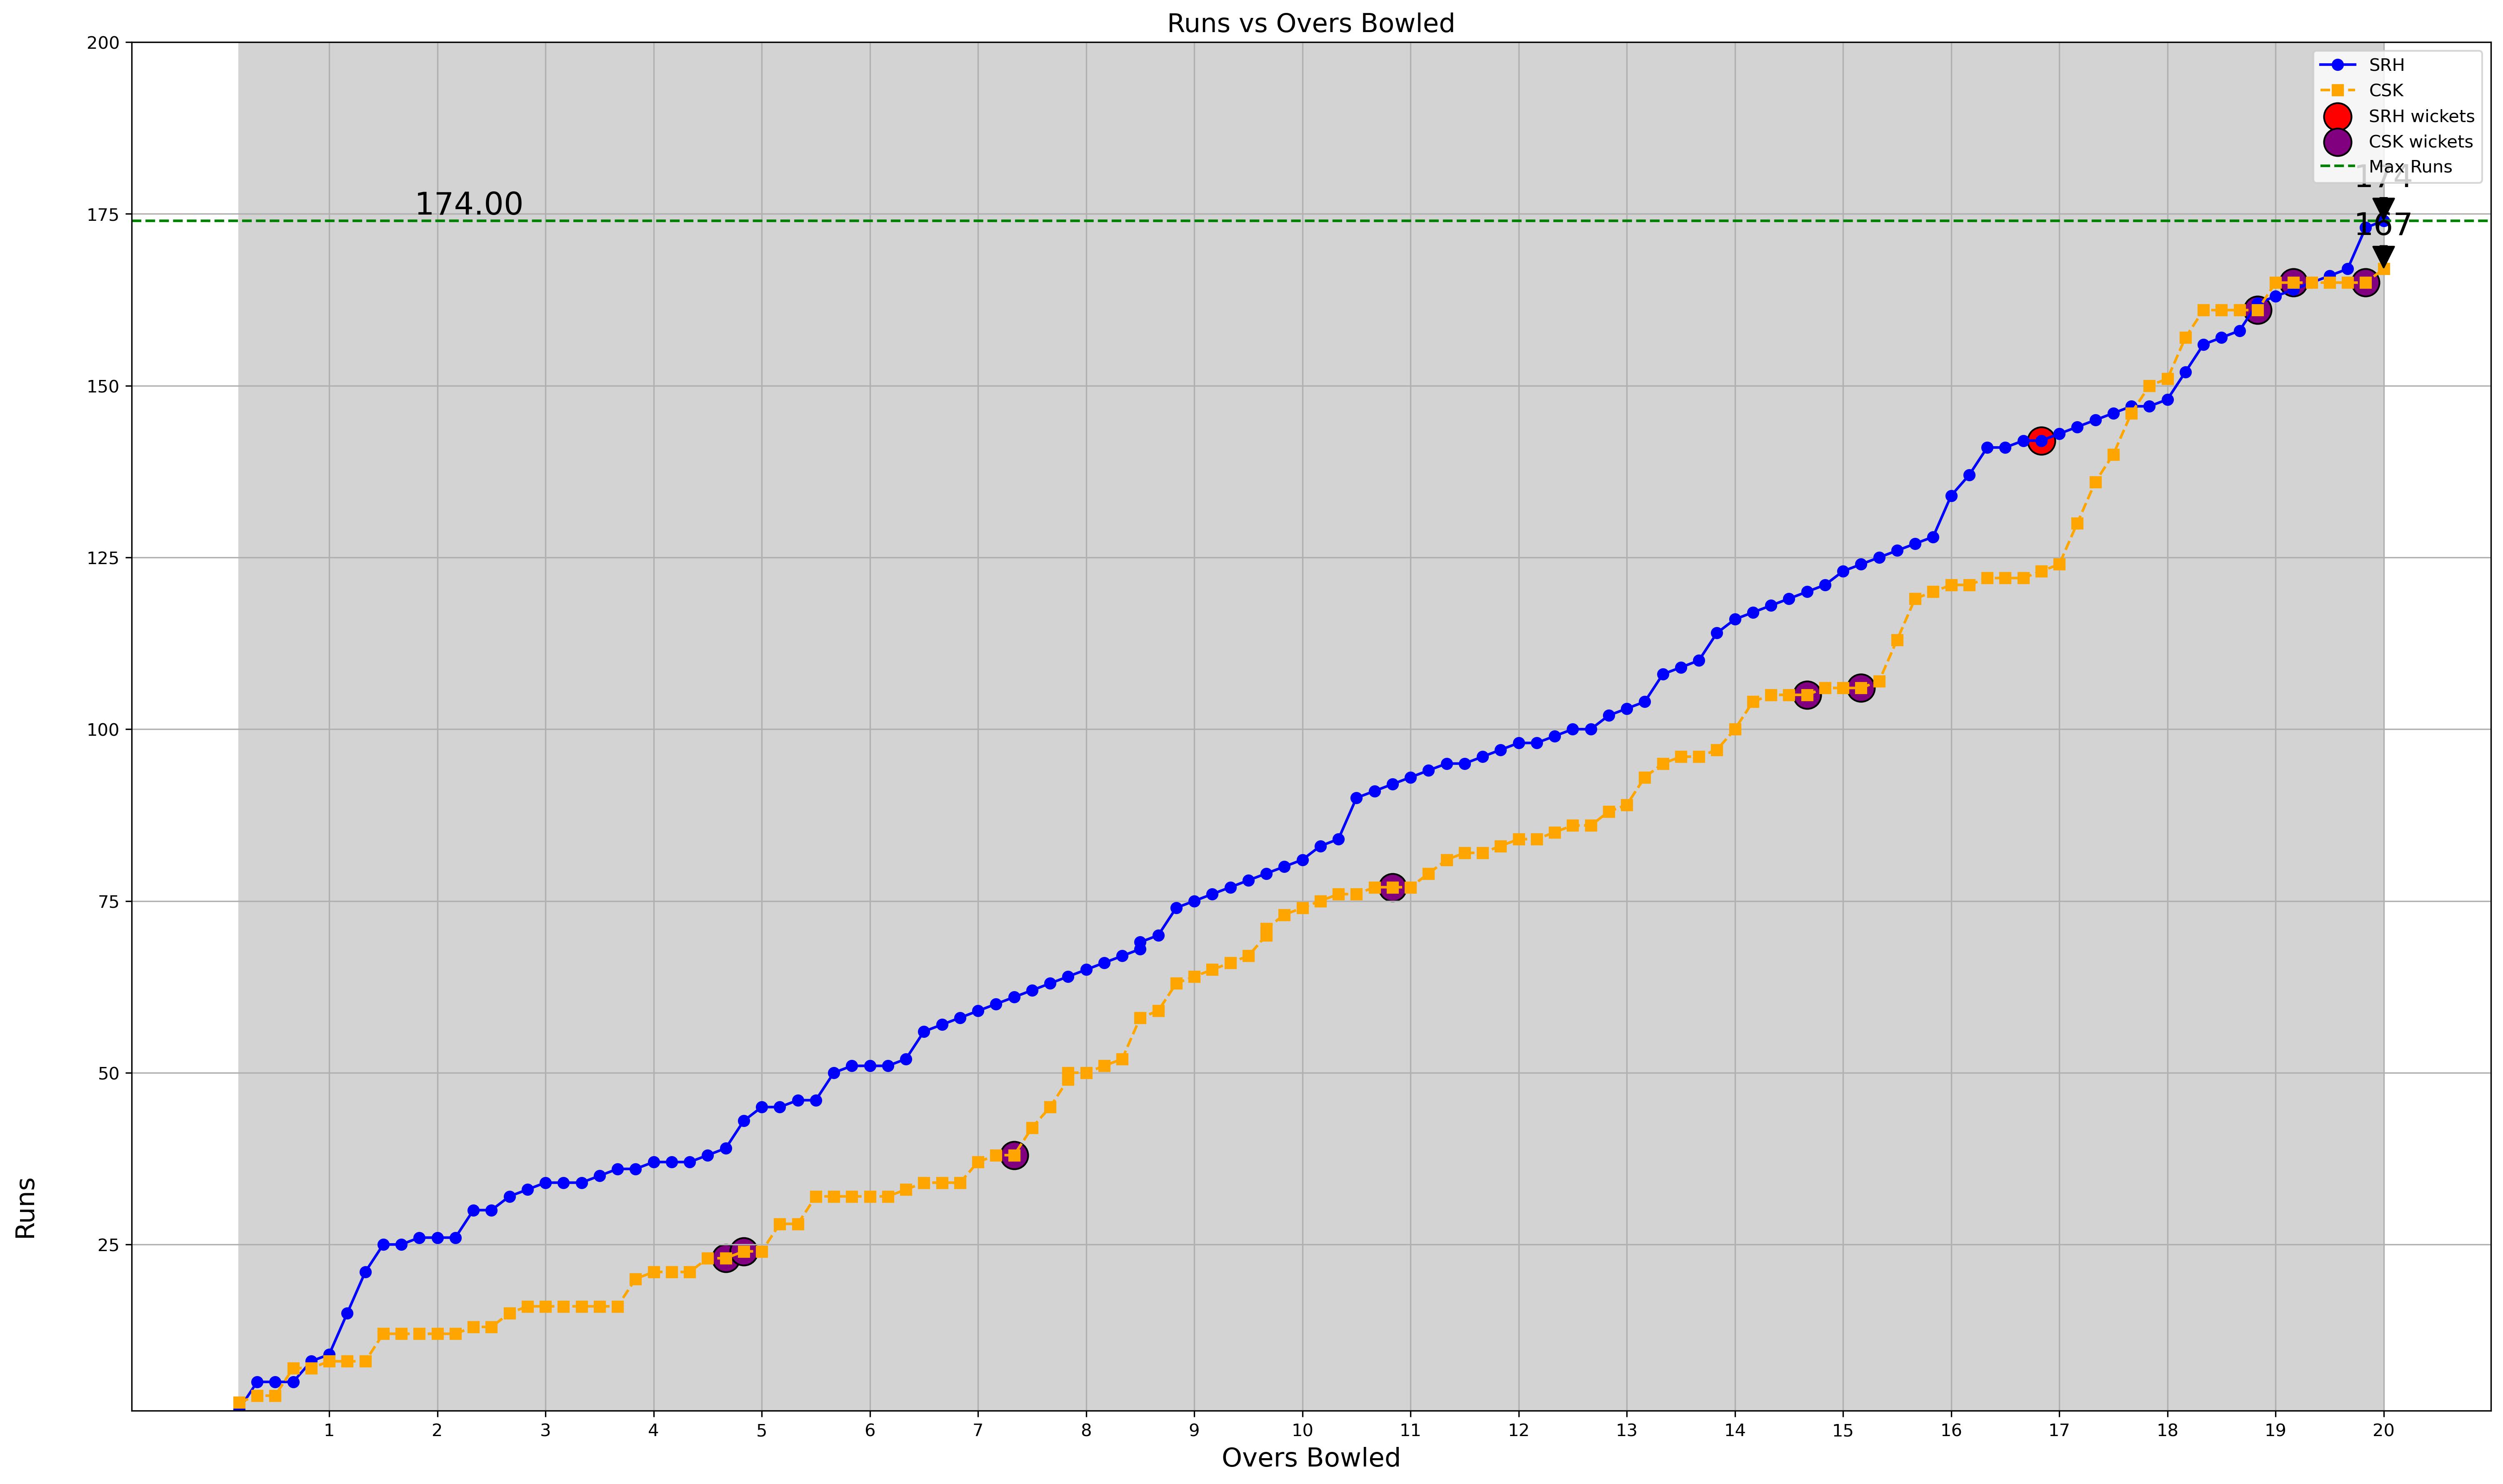 Runs vs Overs Bowled
200
175
150
125
100
75
50
25
Runs
SRH
CSK
SRH wickets
CSK wickets
Max Runs
174.00
174
167
1 2 3 4 5 6 7 8 9 10 11 12 13 14 15 16 17 18 19 20
Overs Bowled